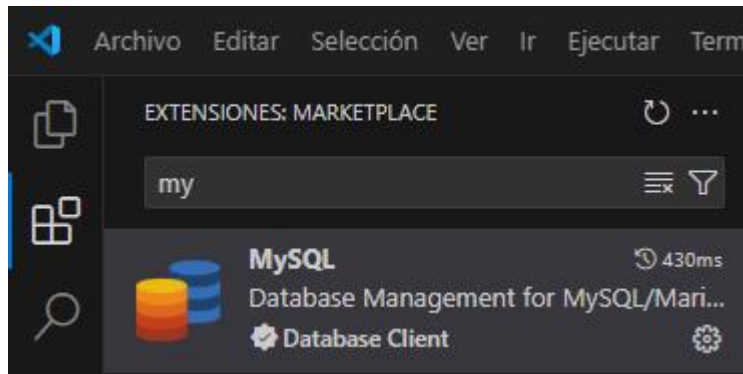 Archivo Editar Selección Ver Ir Ejecutar Term
EXTENSIONES: MARKETPLACE
my
MySQL 430ms
Database Management for MySQL/Mari...
Database Client